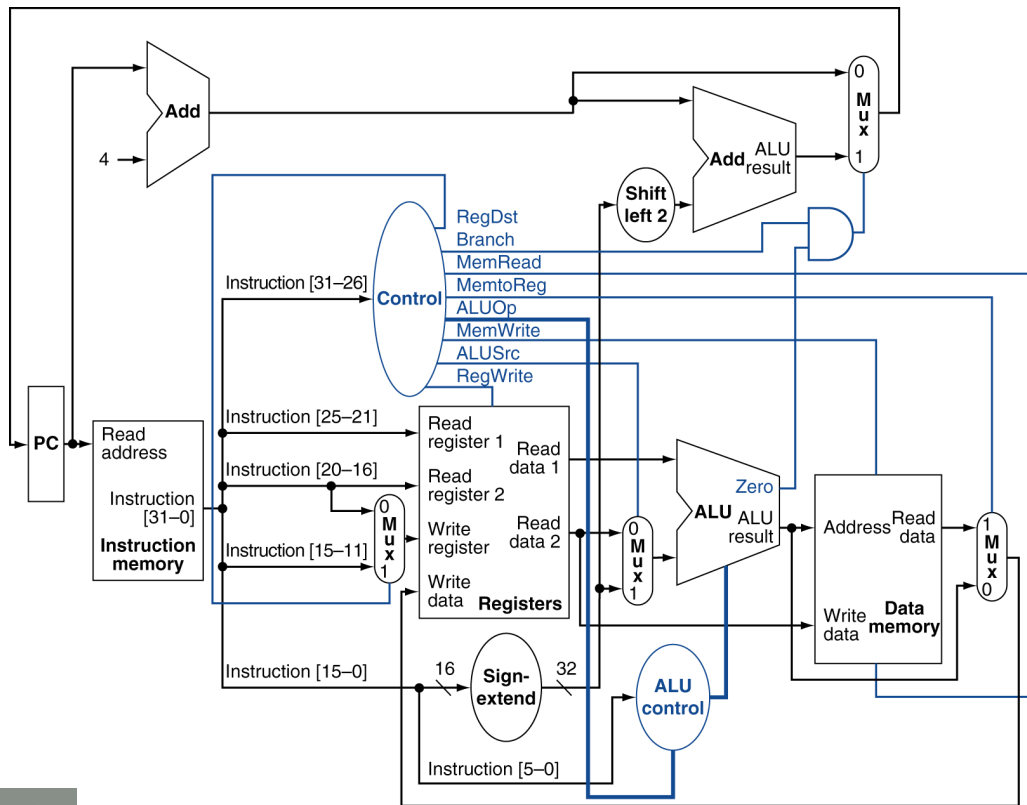 Add
4
Add
ALU
result
0
M
u
x
1
Shift
left 2
RegDst
Branch
MemRead
MemtoReg
ALUOp
MemWrite
ALUSrc
RegWrite
Control
Instruction [31–26]
Instruction [25–21]
Instruction [20–16]
Instruction [15–11]
Instruction [15–0]
Instruction [5–0]
PC
Read
address
Instruction
[31–0]
Instruction
memory
0
M
u
x
1
Read
register 1
Read
register 2
Write
register
Write
data
Read
data 1
Read
data 2
Registers
0
M
u
x
1
Zero
ALU
ALU
result
Address
Read
data
Write
data
Data
memory
1
M
u
x
0
16
Sign-
extend
32
ALU
control